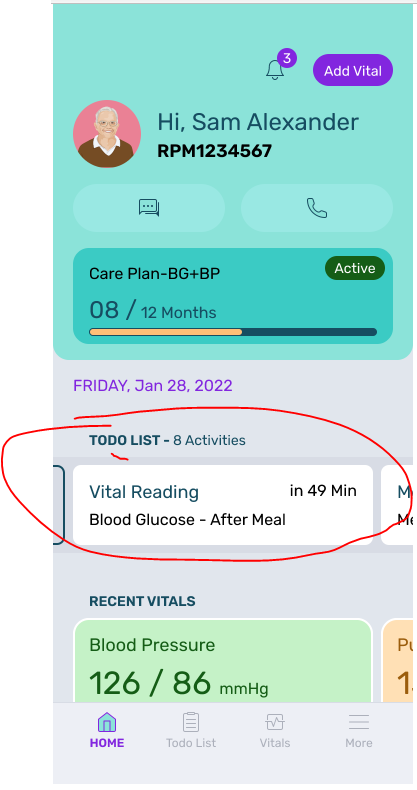 3
Add Vital
Hi, Sam Alexander
RPM1234567
Care Plan-BG+BP
Active
08 / 12 Months
FRIDAY, Jan 28, 2022
TODO LIST - 8 Activities
Vital Reading
in 49 Min
M
Blood Glucose - After Meal
Me
RECENT VITALS
Blood Pressure
Pu
126 / 86 mmHg
HOME
Todo List
Vitals
More